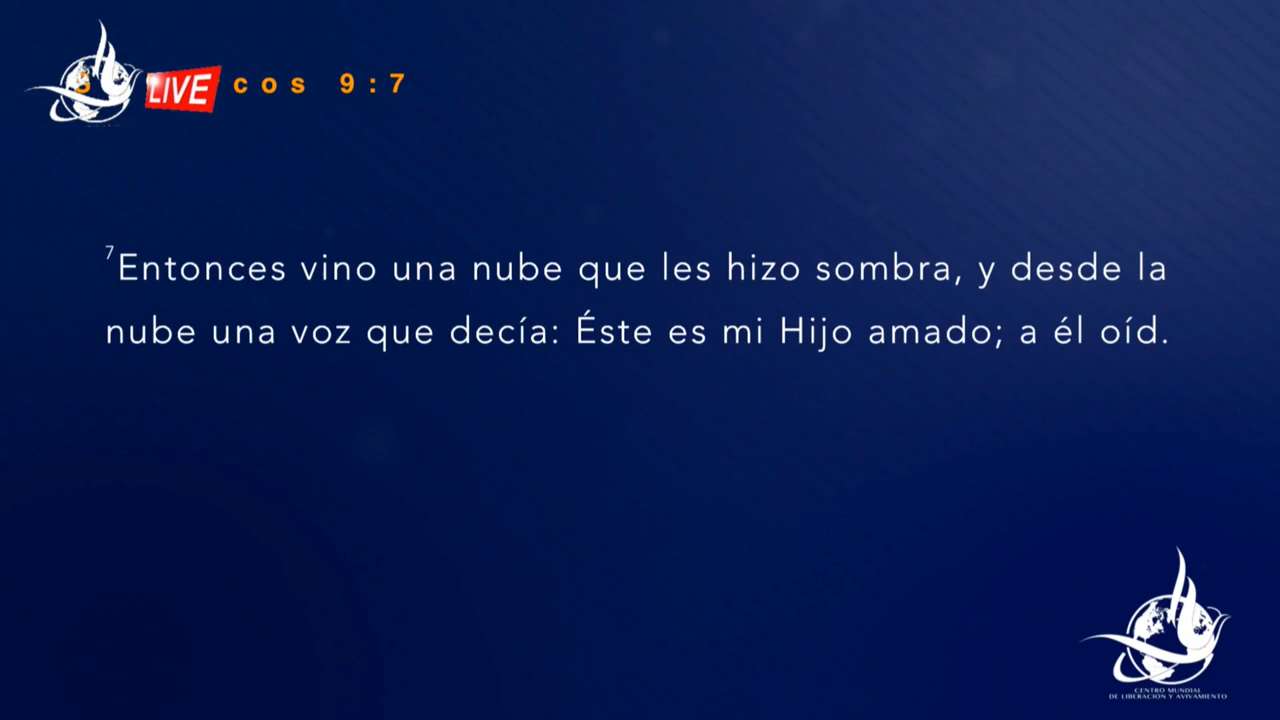 LIVE
cos 9:7
⁷Entonces vino una nube que les hizo sombra, y desde la
nube una voz que decía: Éste es mi Hijo amado; a él oíd.
CENTRO MUNDIAL
DE LIBERACIÓN Y AVIVAMIENTO